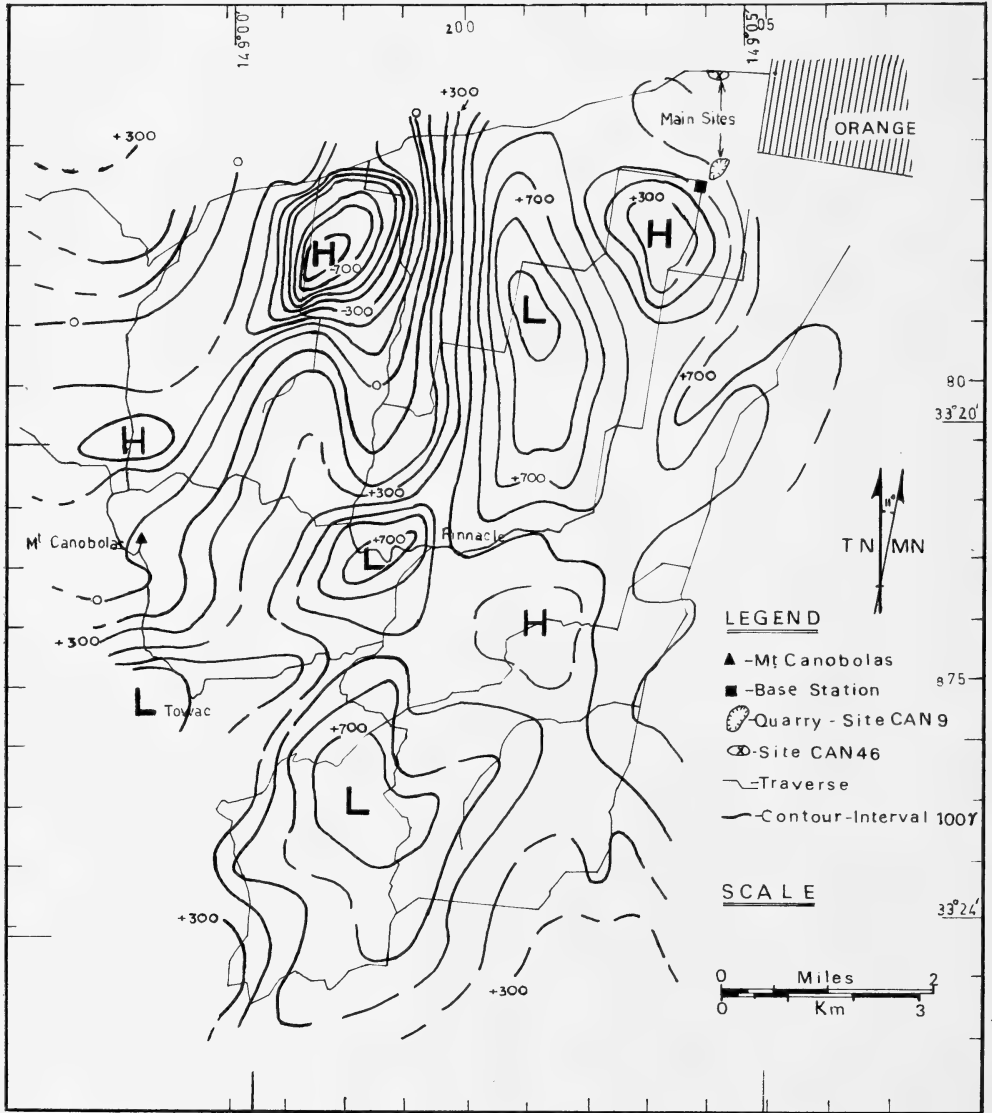 149°00'
200
149°05'
05
+300
+300
Main Sites
ORANGE
+700
+300
H
H
-700
-300
L
+700
80
33°20'
H
+700
+300
+700
Pinnacle
L
Mt Canobolas
11°
TN
MN
H
+300
LEGEND
-Mt Canobolas
875
L
Towac
-Base Station
Quarry - Site CAN 9
+700
-Site CAN 46
-Traverse
L
-Contour-Interval 100γ
SCALE
33°24'
+300
0 Miles 2
+300
0 Km 3